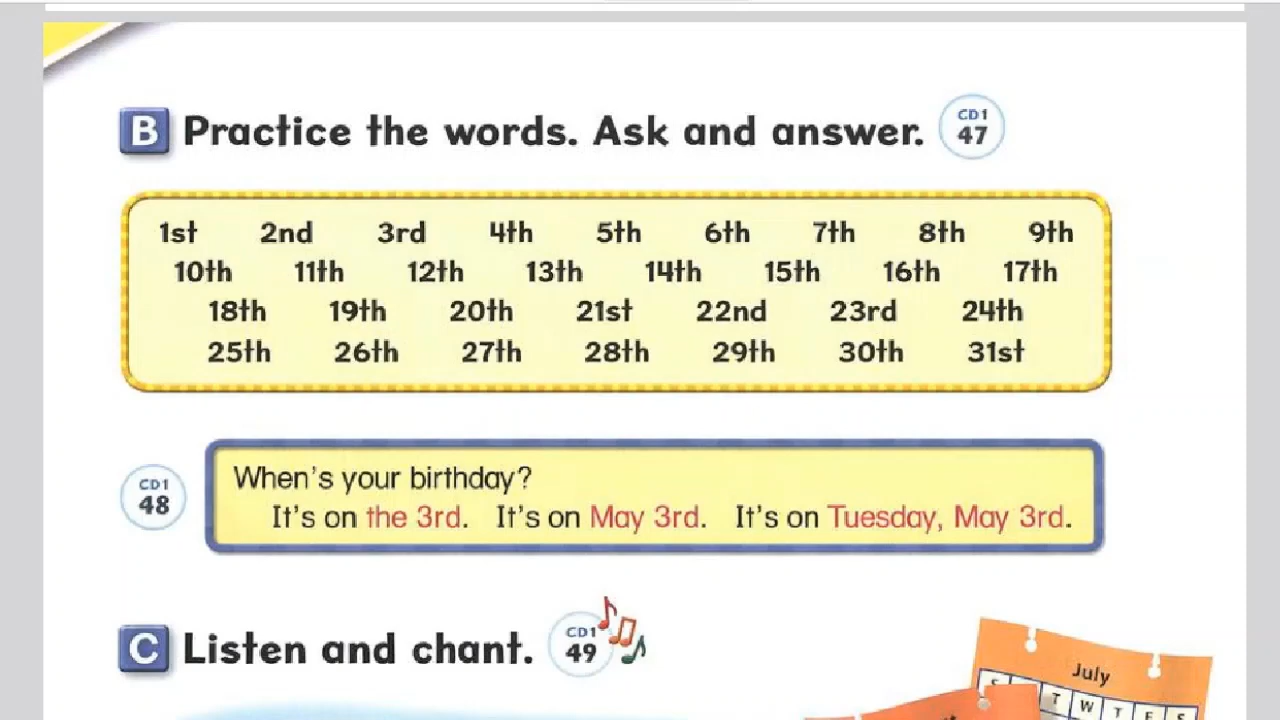 B Practice the words. Ask and answer. CD1 47
1st 2nd 3rd 4th 5th 6th 7th 8th 9th
10th 11th 12th 13th 14th 15th 16th 17th
18th 19th 20th 21st 22nd 23rd 24th
25th 26th 27th 28th 29th 30th 31st
CD1 48
When's your birthday?
It's on the 3rd. It's on May 3rd. It's on Tuesday, May 3rd.
C Listen and chant. CD1 49
July
T W T F S